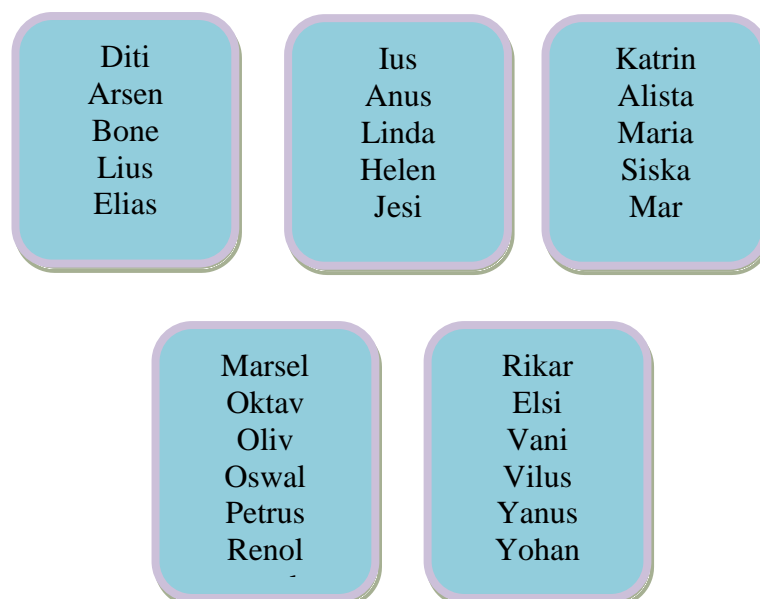 Diti
Arsen
Bone
Lius
Elias
Ius
Anus
Linda
Helen
Jesi
Katrin
Alista
Maria
Siska
Mar
Marsel
Oktav
Oliv
Oswal
Petrus
Renol
Rikar
Elsi
Vani
Vilus
Yanus
Yohan